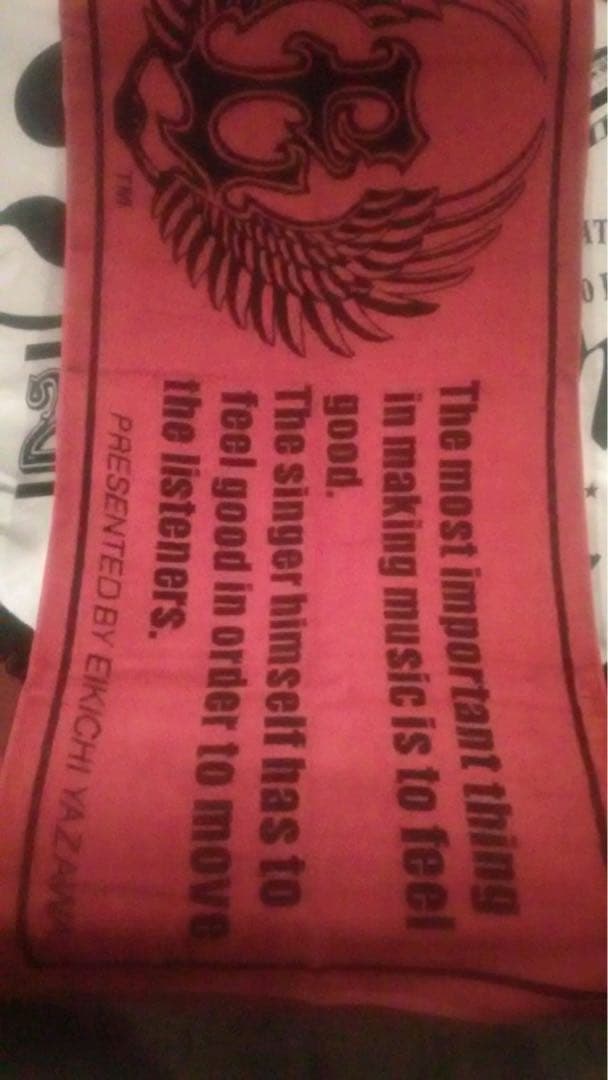 TM
The most important thing
in making music is to feel
good.
The singer himself has to
feel good in order to move
the listeners.
PRESENTED BY EIKICHI YAZAWA